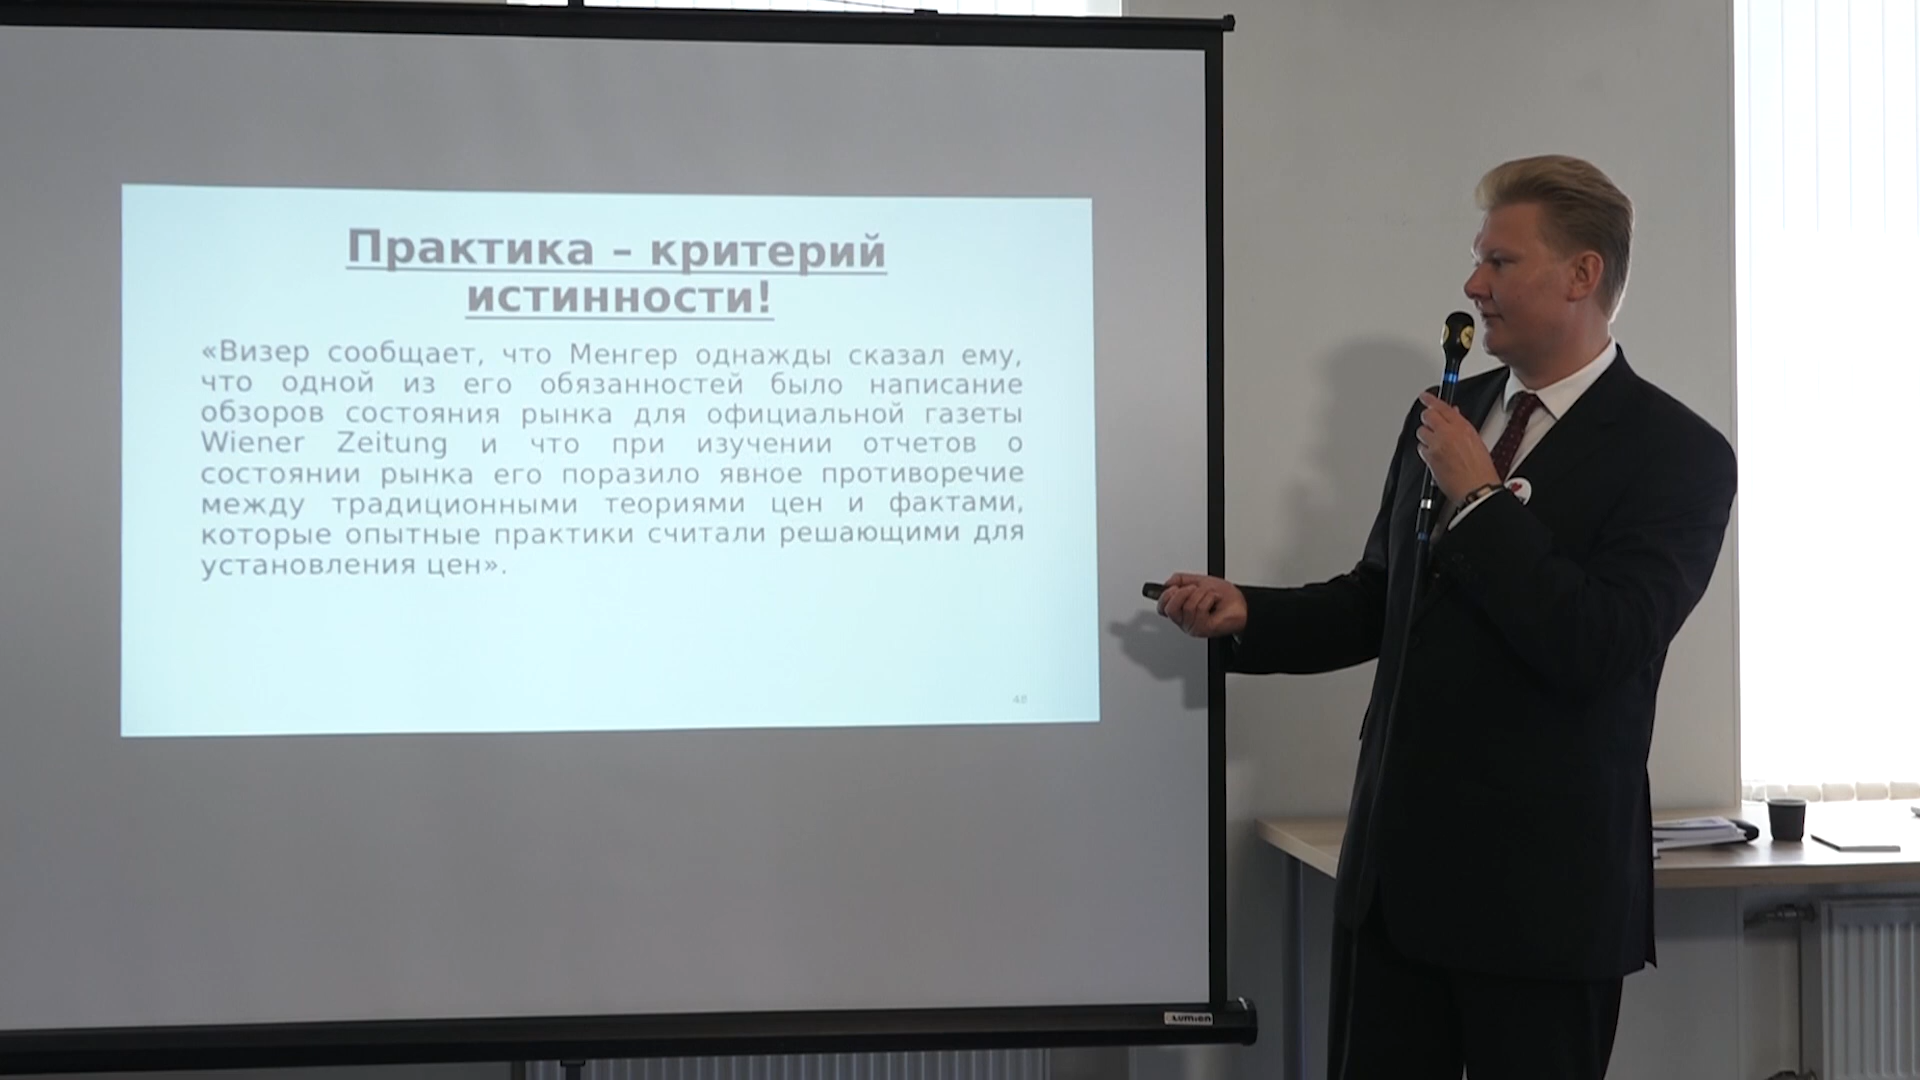 Практика – критерий
истинности!
«Визер сообщает, что Менгер однажды сказал ему,
что одной из его обязанностей было написание
обзоров состояния рынка для официальной газеты
Wiener Zeitung и что при изучении отчетов о
состоянии рынка его поразило явное противоречие
между традиционными теориями цен и фактами,
которые опытные практики считали решающими для
установления цен».
48
Lumien